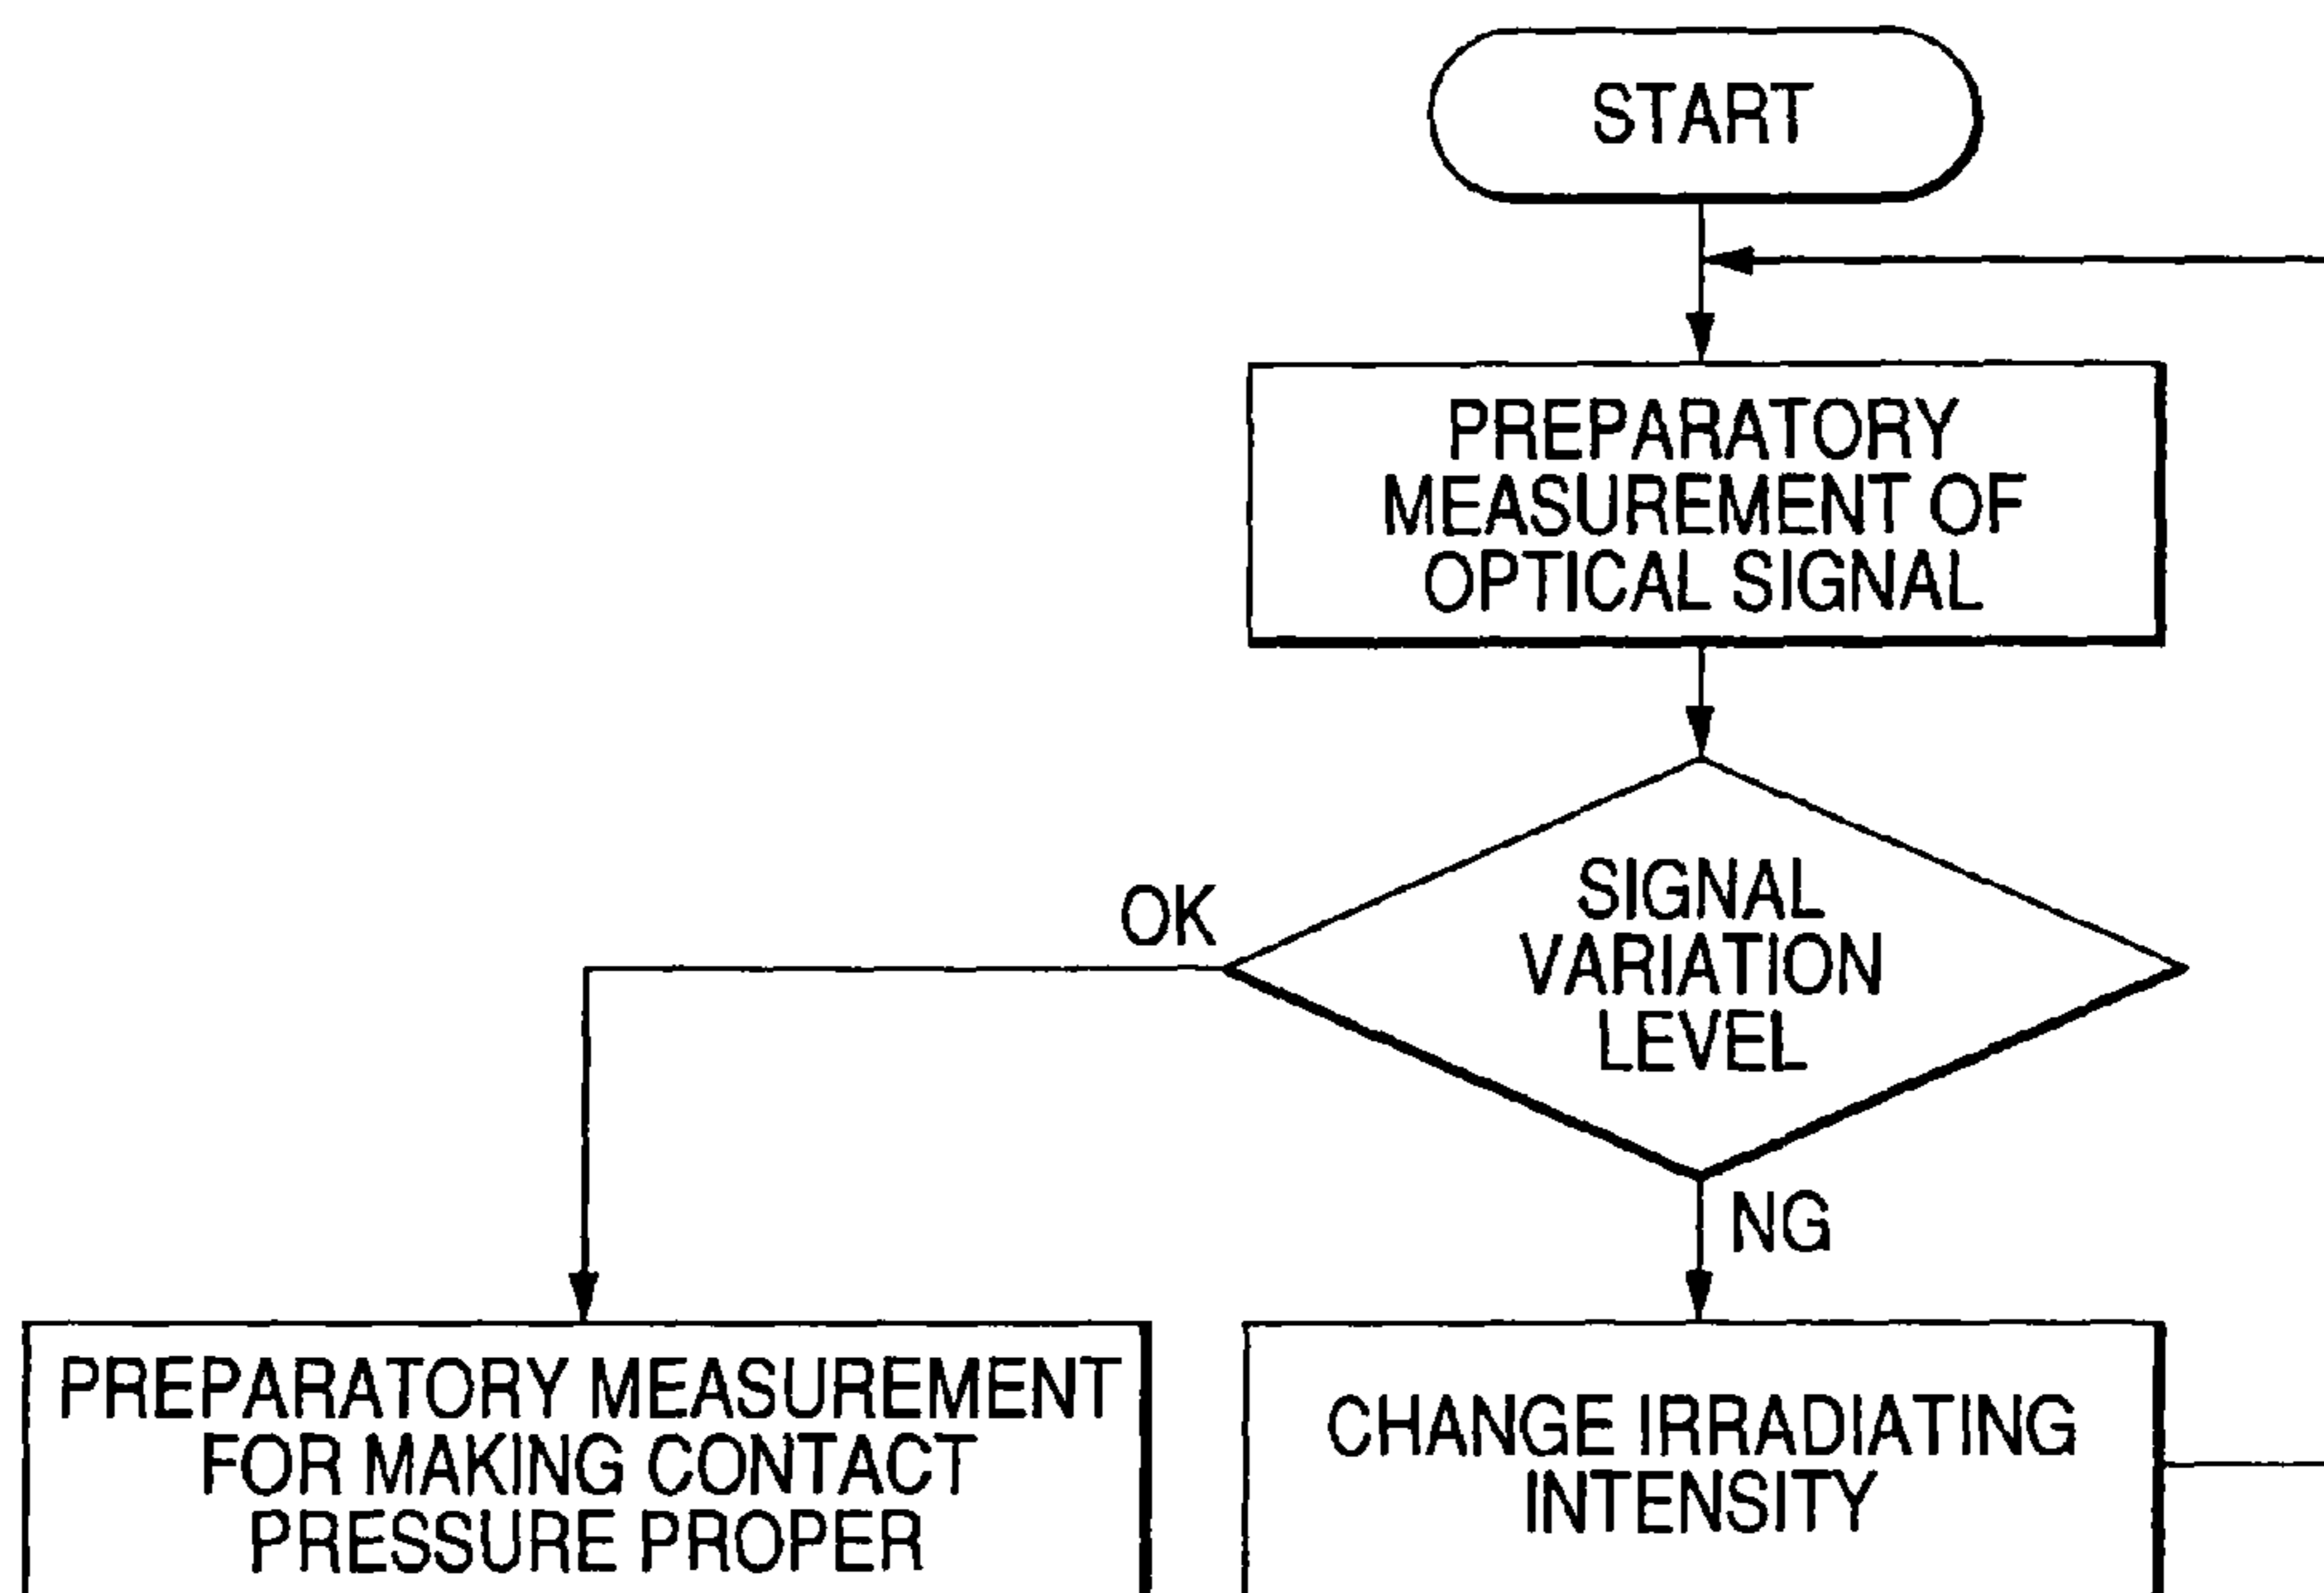 START
PREPARATORY
MEASUREMENT OF
OPTICAL SIGNAL
SIGNAL
VARIATION
LEVEL
OK
NG
PREPARATORY MEASUREMENT
FOR MAKING CONTACT
PRESSURE PROPER
CHANGE IRRADIATING
INTENSITY